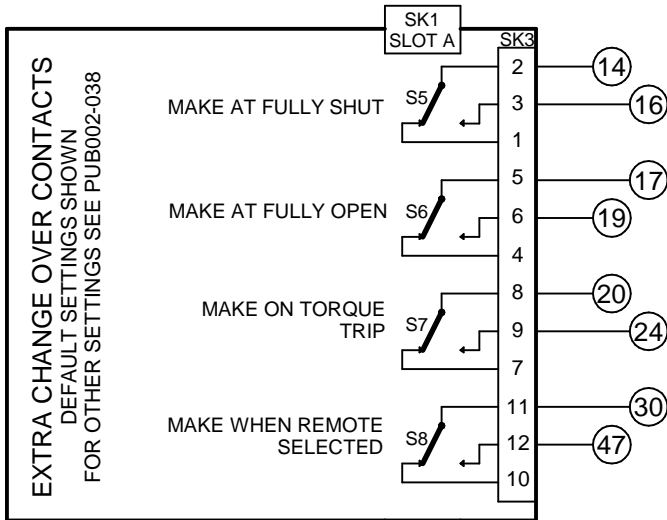 SK1
SLOT A
SK3
EXTRA CHANGE OVER CONTACTS
DEFAULT SETTINGS SHOWN
FOR OTHER SETTINGS SEE PUB002-038
MAKE AT FULLY SHUT
S5
2
14
3
16
1
MAKE AT FULLY OPEN
S6
5
17
6
19
4
MAKE ON TORQUE
TRIP
S7
8
20
9
24
7
MAKE WHEN REMOTE
SELECTED
S8
11
30
12
47
10